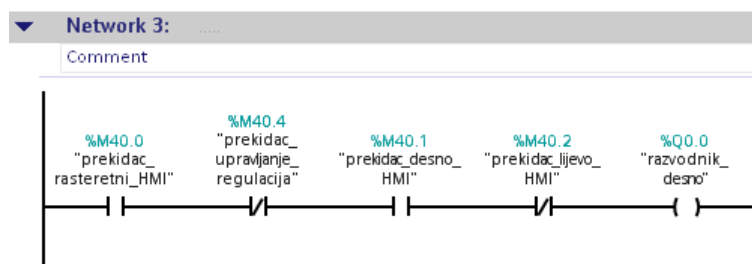 Network 3: .....
Comment
%M40.0
"prekidac_
rasteretni_HMI"
%M40.4
"prekidac_
upravljanje_
regulacija"
%M40.1
"prekidac_desno_
HMI"
%M40.2
"prekidac_lijevo_
HMI"
%Q0.0
"razvodnik_
desno"